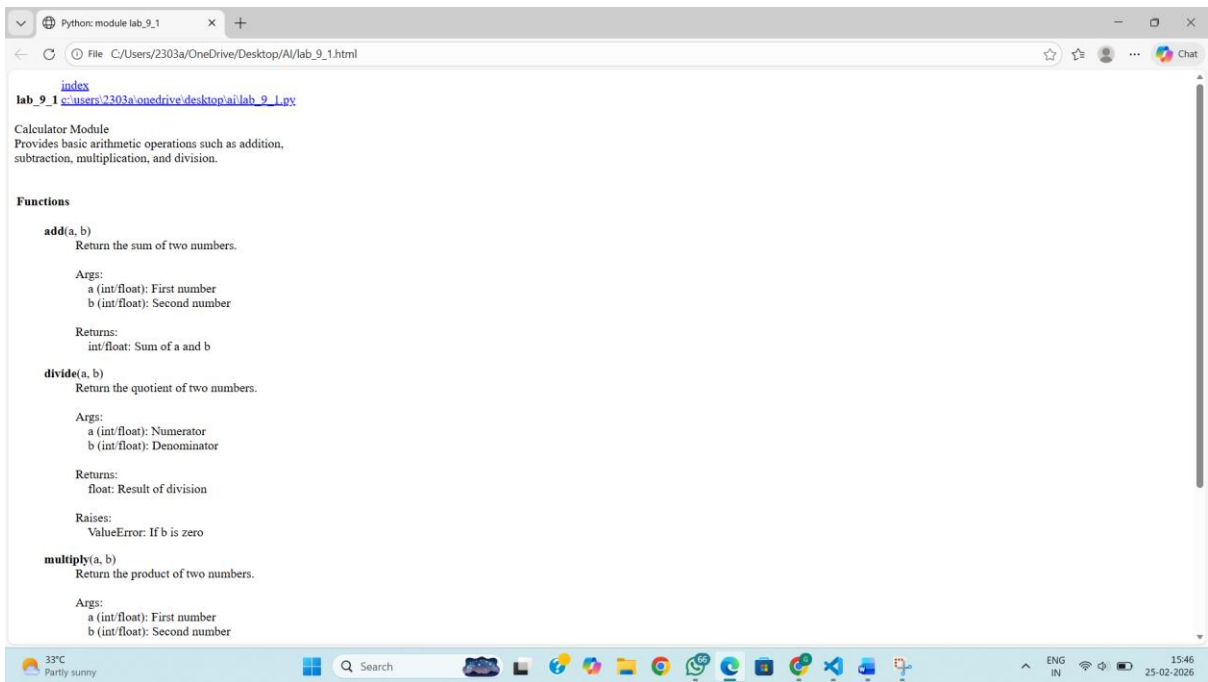 Python: module lab_9_1
File C:/Users/2303a/OneDrive/Desktop/AI/lab_9_1.html
Chat
index
lab_9_1 c:\users\2303a\onedrive\desktop\ai\lab_9_1.py
Calculator Module
Provides basic arithmetic operations such as addition,
subtraction, multiplication, and division.
Functions
add(a, b)
Return the sum of two numbers.
Args:
a (int/float): First number
b (int/float): Second number
Returns:
int/float: Sum of a and b
divide(a, b)
Return the quotient of two numbers.
Args:
a (int/float): Numerator
b (int/float): Denominator
Returns:
float: Result of division
Raises:
ValueError: If b is zero
multiply(a, b)
Return the product of two numbers.
Args:
a (int/float): First number
b (int/float): Second number
33°C
Partly sunny
Search
66
ENG
IN
15:46
25-02-2026